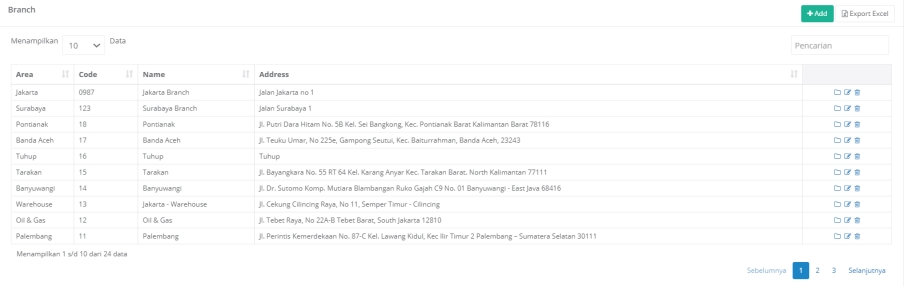 Branch
+ Add Export Excel
Menampilkan 10 Data
Pencarian
Area Code Name Address
Jakarta 0987 Jakarta Branch Jalan Jakarta no 1
Surabaya 123 Surabaya Branch Jalan Surabaya 1
Pontianak 18 Pontianak Jl. Putri Dara Hitam No. 5B Kel. Sei Bangkong, Kec. Pontianak Barat Kalimantan Barat 78116
Banda Aceh 17 Banda Aceh Jl. Teuku Umar, No 225e, Gampong Seutui, Kec. Baiturrahman, Banda Aceh, 23243
Tuhup 16 Tuhup Tuhup
Tarakan 15 Tarakan Jl. Bayangkara No. 55 RT 64 Kel. Karang Anyar Kec. Tarakan Barat. North Kalimantan 77111
Banyuwangi 14 Banyuwangi Jl. Dr. Sutomo Komp. Mutiara Blambangan Ruko Gajah C9 No. 01 Banyuwangi - East Java 68416
Warehouse 13 Jakarta - Warehouse Jl. Cekung Cilincing Raya, No 11, Semper Timur - Cilincing
Oil & Gas 12 Oil & Gas Jl. Tebet Raya, No 22A-B Tebet Barat, South Jakarta 12810
Palembang 11 Palembang Jl. Perintis Kemerdekaan No. 87-C Kel. Lawang Kidul, Kec Ilir Timur 2 Palembang – Sumatera Selatan 30111
Menampilkan 1 s/d 10 dari 24 data
Sebelumnya 1 2 3 Selanjutnya